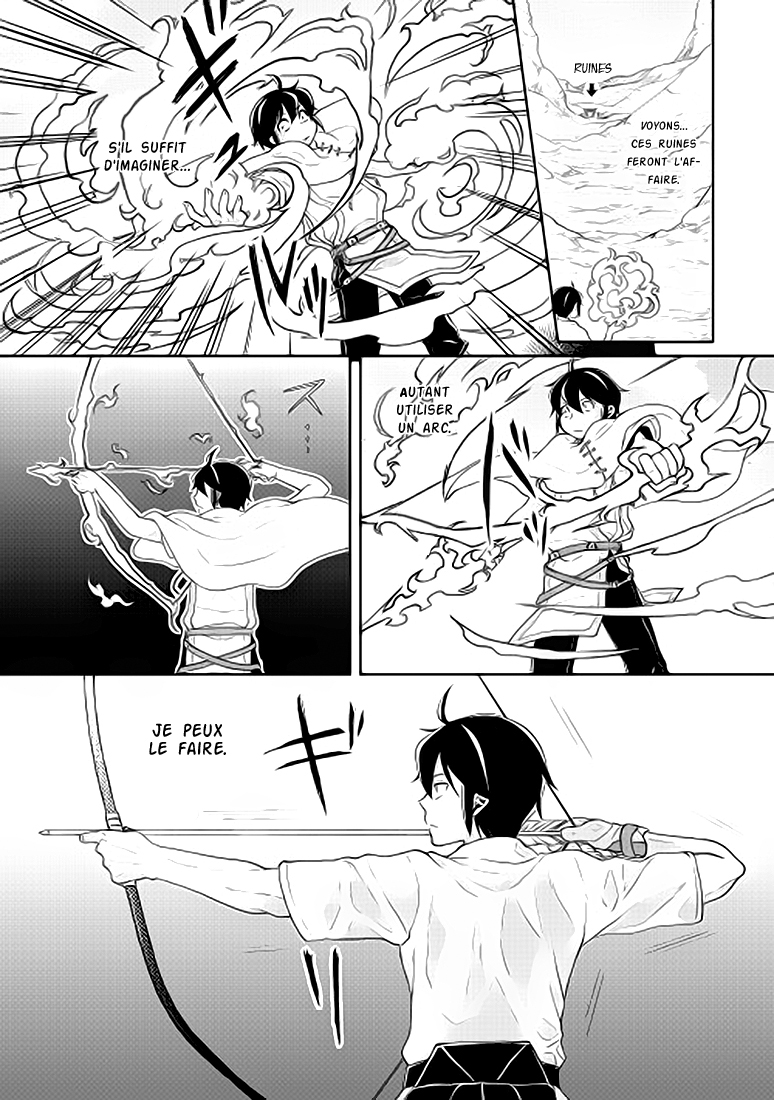 RUINES
VOYONS...
CES RUINES
FERONT L'AF-
FAIRE.
S'IL SUFFIT
D'IMAGINER...
AUTANT
UTILISER
UN ARC.
JE PEUX
LE FAIRE.